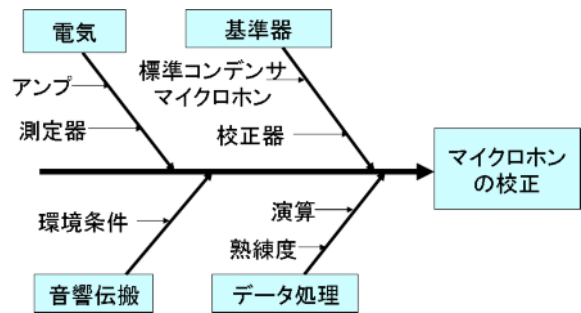 電気
基準器
アンプ
測定器
標準コンデンサ
マイクロホン
校正器
マイクロホン
の校正
環境条件
演算
熟練度
音響伝搬
データ処理